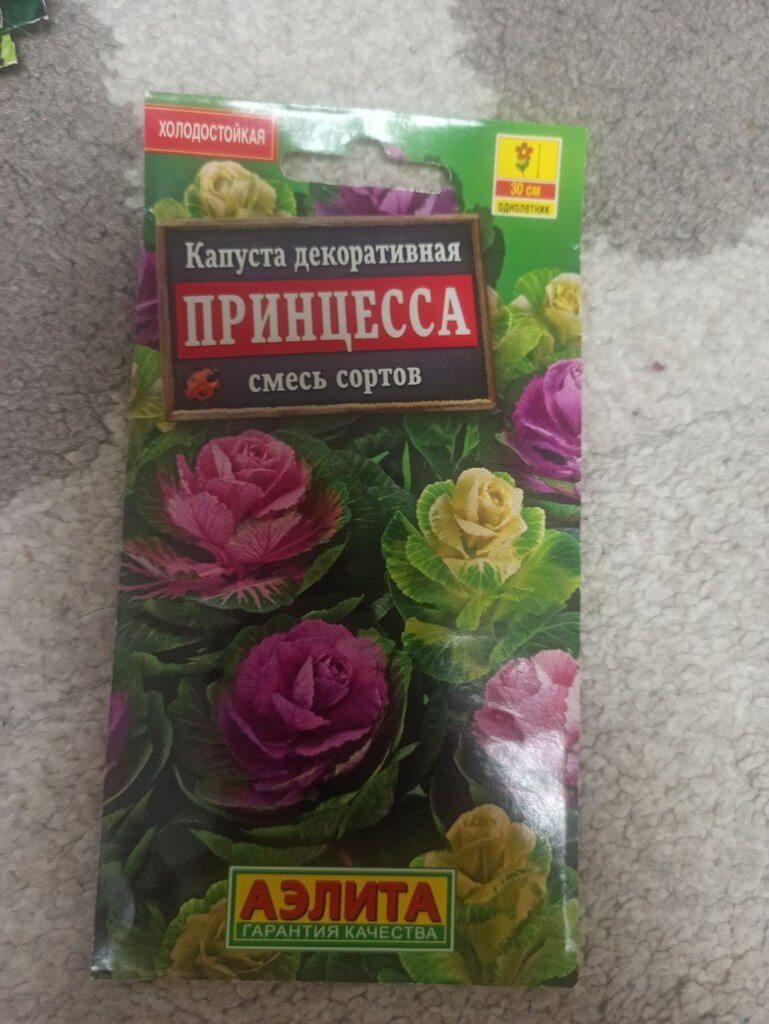 ХОЛОДОСТОЙКАЯ
30 см
однолетник
Капуста декоративная
ПРИНЦЕССА
смесь сортов
АЭЛИТА
ГАРАНТИЯ КАЧЕСТВА